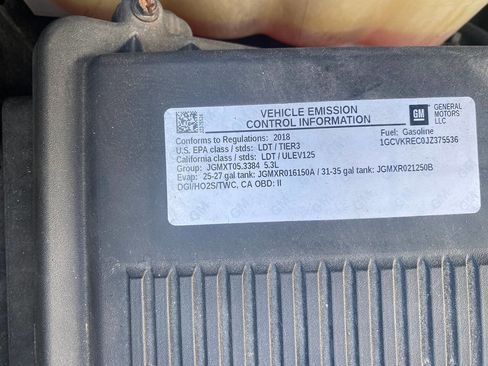 VEHICLE EMISSION
CONTROL INFORMATION
GM
GENERAL
MOTORS
LLC
Conforms to Regulations: 2018
Fuel: Gasoline
U.S. EPA class / stds: LDT / TIER3
1GCVKREC0JZ375536
California class / stds: LDT / ULEV125
Group: JGMXT05.3384 5.3L
Evap: 25-27 gal tank: JGMXR016150A / 31-35 gal tank: JGMXR021250B
DGI/HO2S/TWC, CA OBD: II